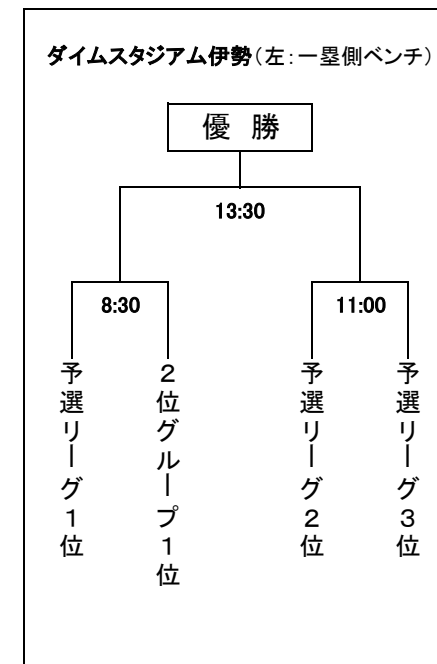 ダイムスタジアム伊勢(左:一塁側ベンチ)
優 勝
13:30
8:30
11:00
予選リーグ1位
2位グループ1位
予選リーグ2位
予選リーグ3位